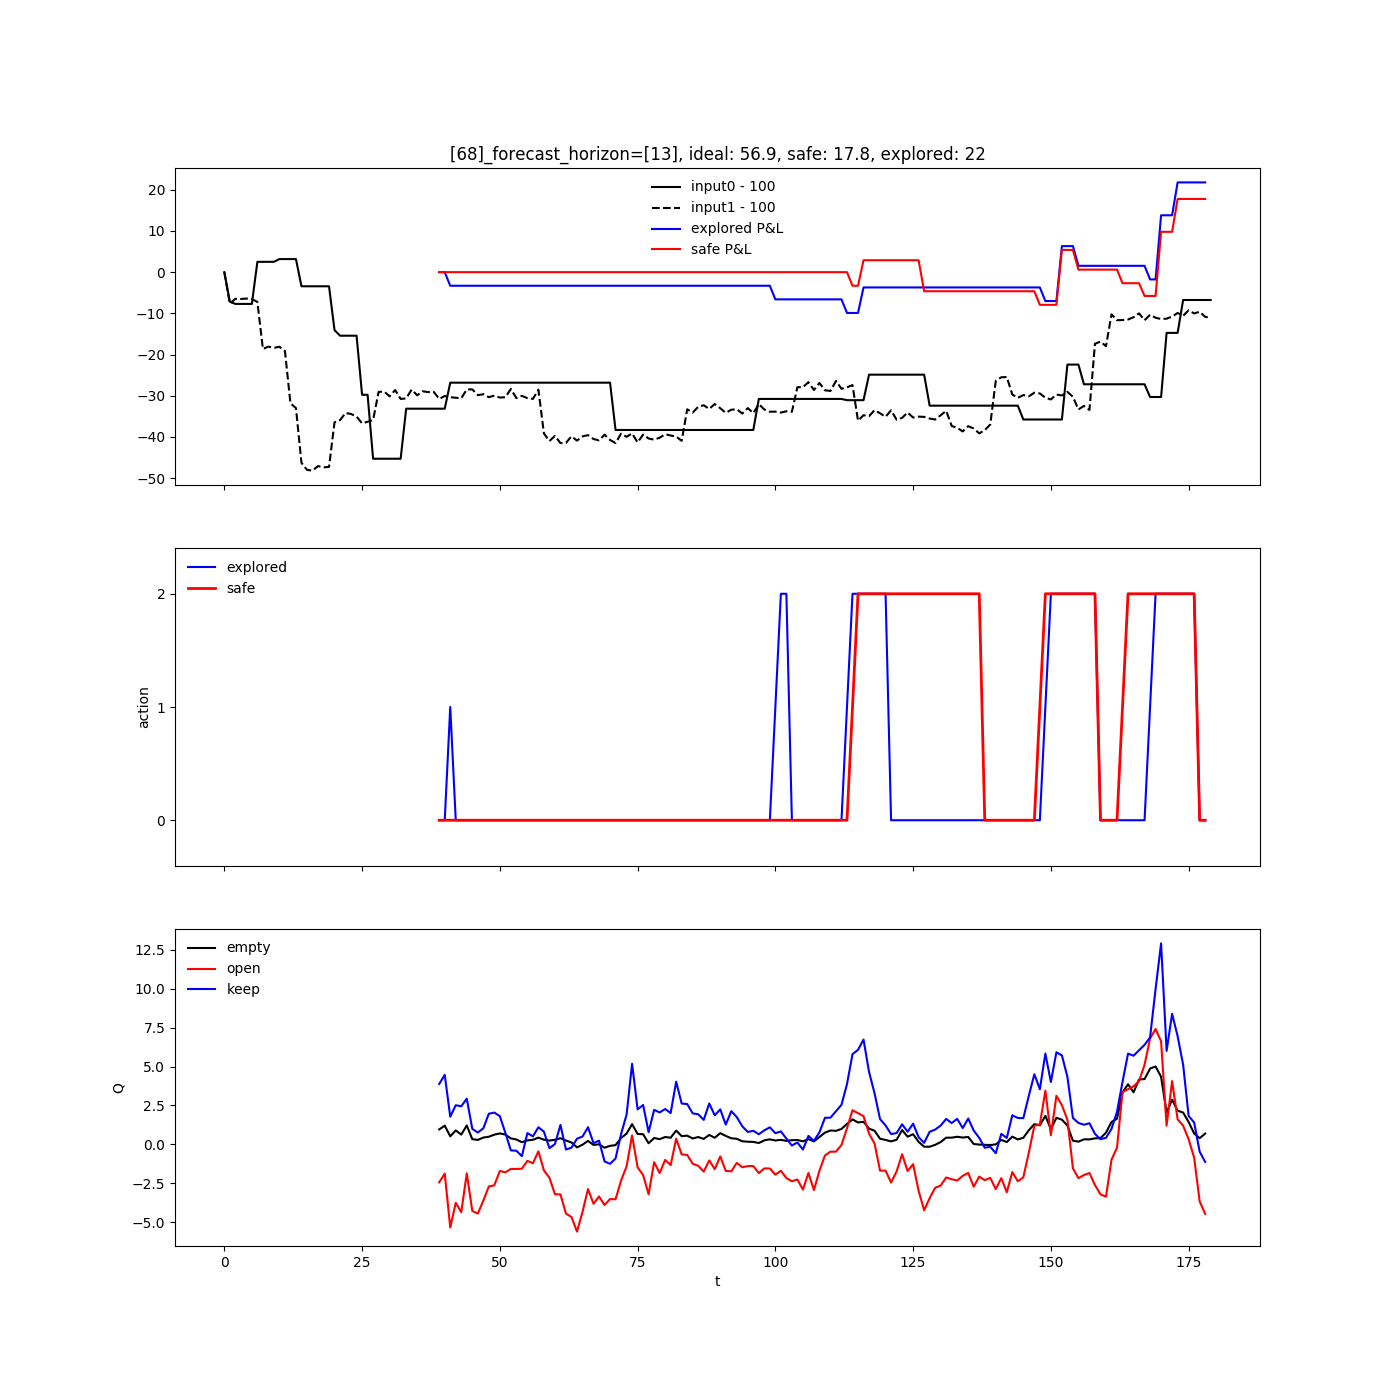 [68]_forecast_horizon=[13], ideal: 56.9, safe: 17.8, explored: 22
20
10
0
−10
−20
−30
−40
−50
input0 - 100
input1 - 100
explored P&L
safe P&L
explored
safe
2
1
0
action
empty
open
keep
12.5
10.0
7.5
5.0
2.5
0.0
−2.5
−5.0
Q
0 25 50 75 100 125 150 175
t